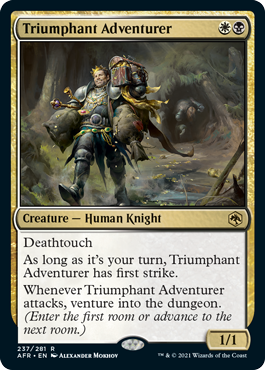 Triumphant Adventurer
Creature — Human Knight
Deathtouch
As long as it's your turn, Triumphant
Adventurer has first strike.
Whenever Triumphant Adventurer
attacks, venture into the dungeon.
(Enter the first room or advance to the
next room.)
1/1
237/281 R
AFR • EN Alexander Mokhov
™ & © 2021 Wizards of the Coast